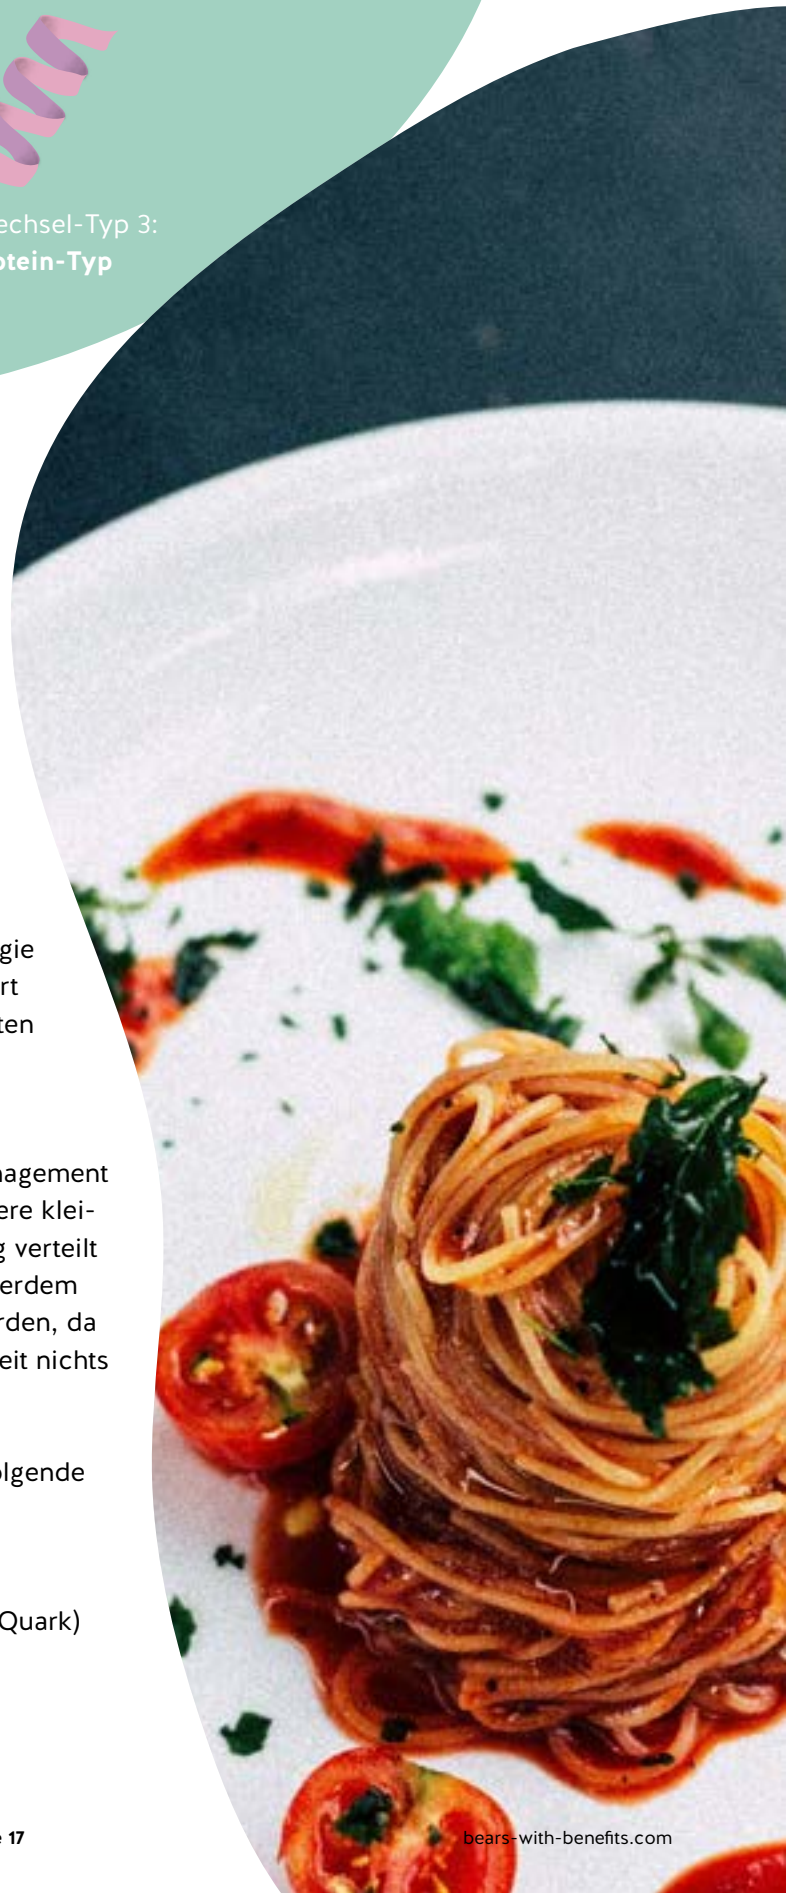 echsel-Typ 3:
otein-Typ
gie
rt
ten
nagement
ere klei-
g verteilt
erdem
rden, da
eit nichts
olgende
Quark)
e 17
bears-with-benefits.com